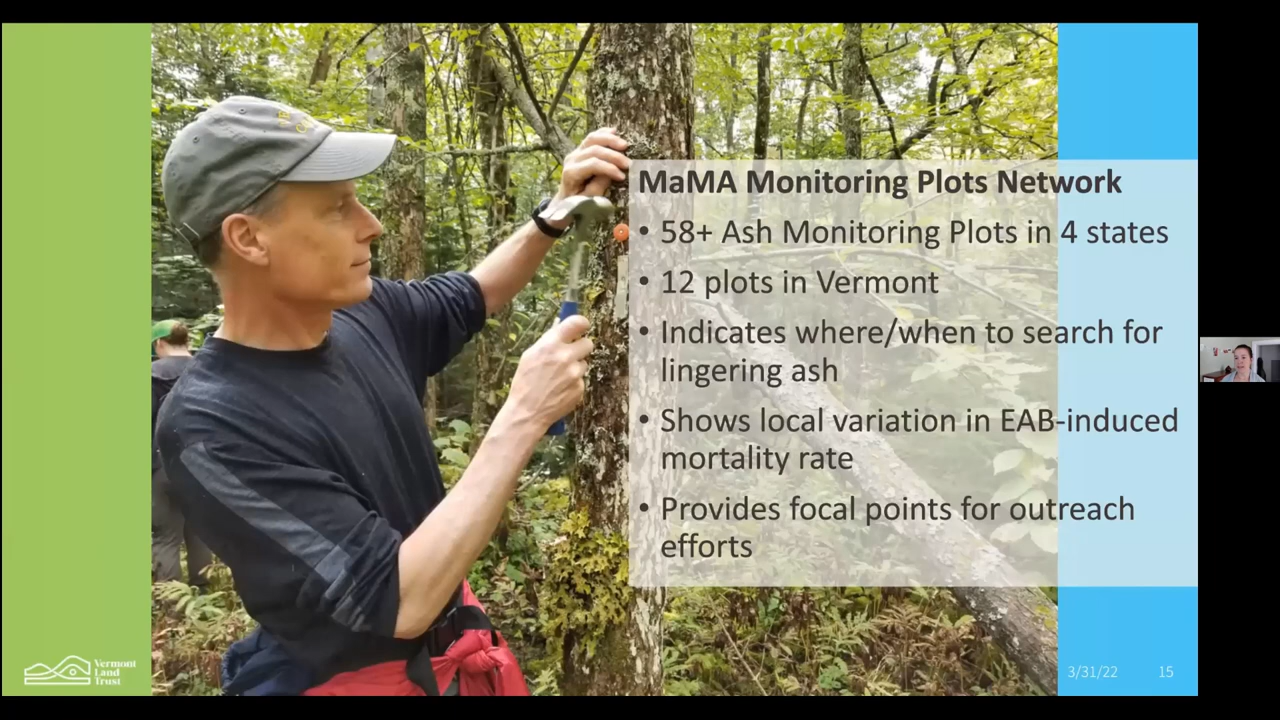 MaMA Monitoring Plots Network
• 58+ Ash Monitoring Plots in 4 states
• 12 plots in Vermont
• Indicates where/when to search for
lingering ash
• Shows local variation in EAB-induced
mortality rate
• Provides focal points for outreach
efforts
Vermont
Land
Trust
3/31/22
15